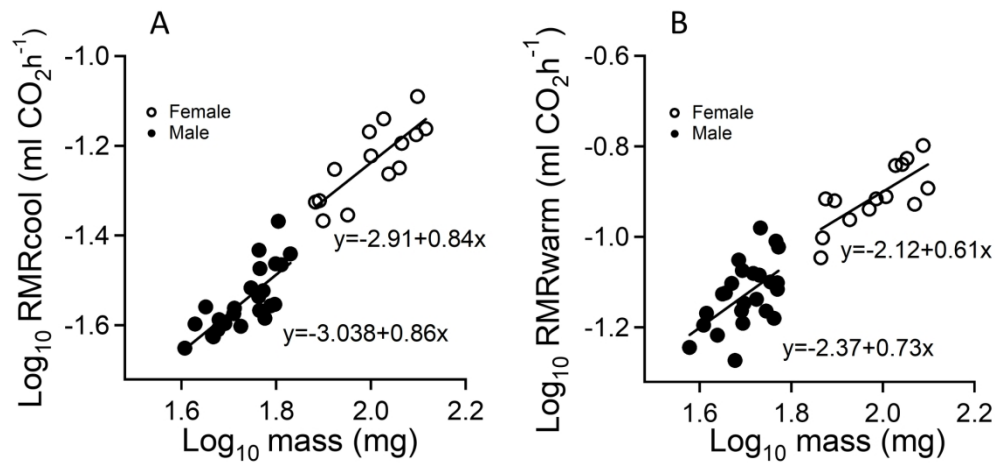 A
Log₁₀ RMRcool (ml CO₂h⁻¹)
-1.0
-1.2
-1.4
-1.6
Female
Male
y=-2.91+0.84x
y=-3.038+0.86x
1.6 1.8 2.0 2.2
Log₁₀ mass (mg)
B
Log₁₀ RMRwarm (ml CO₂h⁻¹)
-0.6
-0.8
-1.0
-1.2
Female
Male
y=-2.12+0.61x
y=-2.37+0.73x
1.6 1.8 2.0 2.2
Log₁₀ mass (mg)